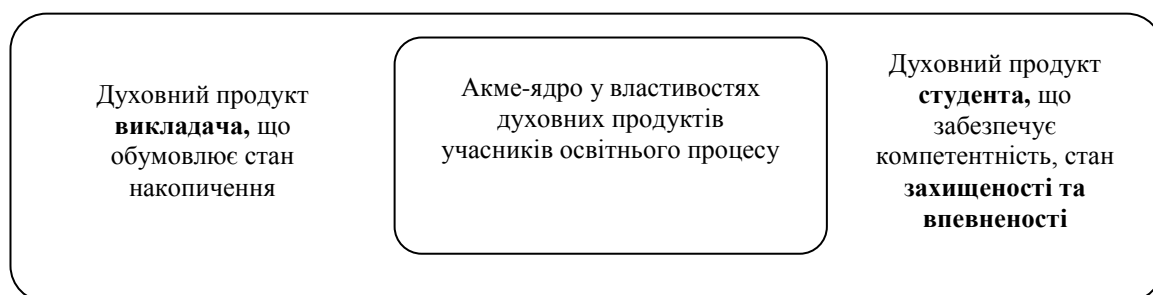 Духовний продукт
викладача, що
обумовлює стан
накопичення
Акме-ядро у властивостях
духовних продуктів
учасників освітнього процесу
Духовний продукт
студента, що
забезпечує
компетентність, стан
захищеності та
впевненості